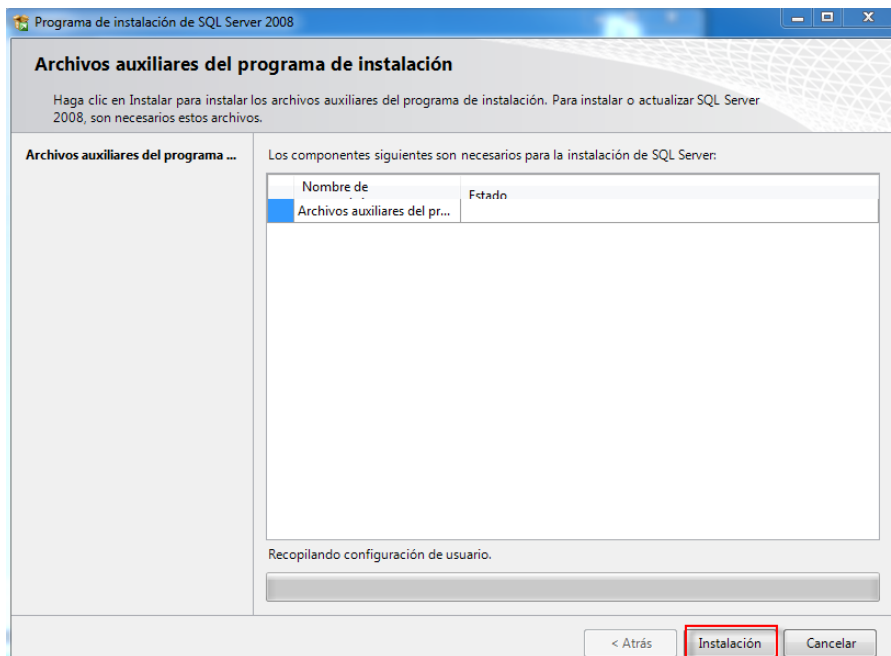 Programa de instalación de SQL Server 2008
Archivos auxiliares del programa de instalación
Haga clic en Instalar para instalar los archivos auxiliares del programa de instalación. Para instalar o actualizar SQL Server
2008, son necesarios estos archivos.
Archivos auxiliares del programa ...
Los componentes siguientes son necesarios para la instalación de SQL Server:
Nombre de
Estado
Archivos auxiliares del pr...
Recopilando configuración de usuario.
< Atrás
Instalación
Cancelar